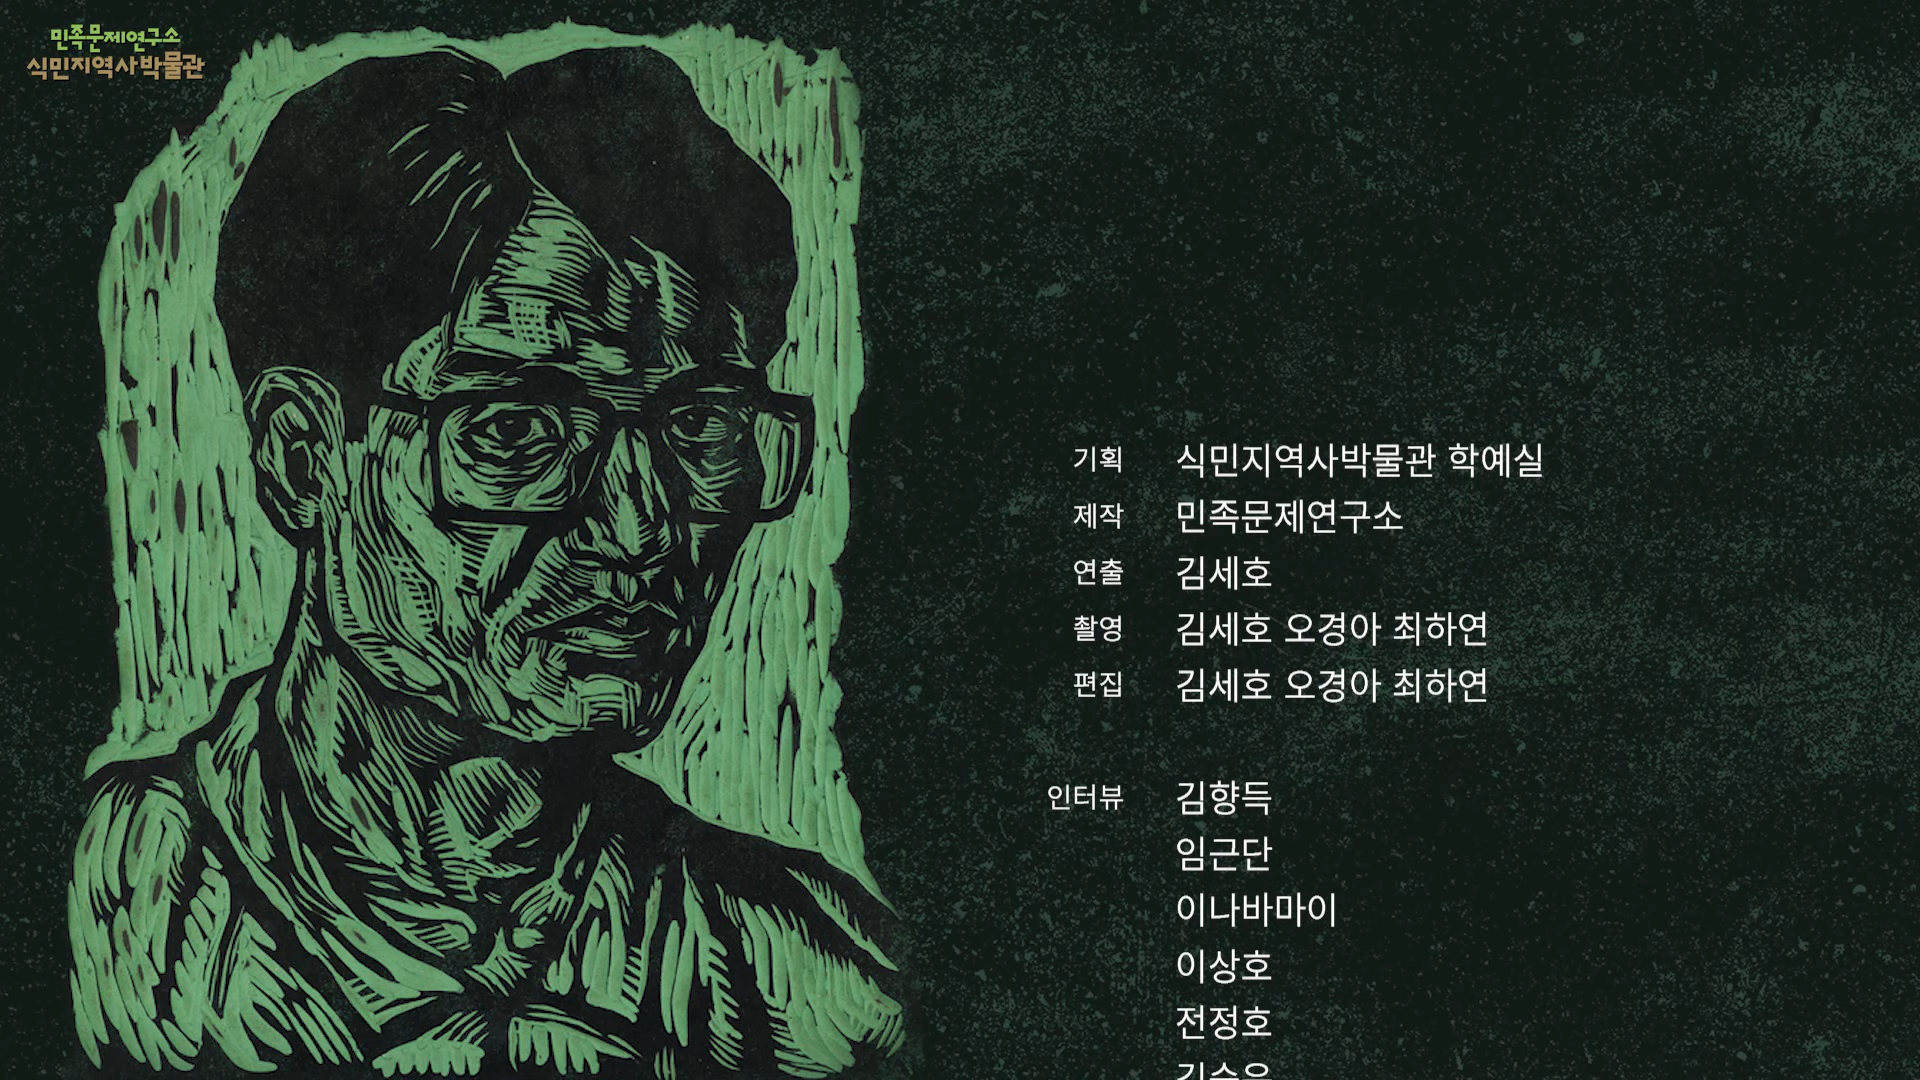 민족문제연구소
식민지역사박물관
기획 식민지역사박물관 학예실
제작 민족문제연구소
연출 김세호
촬영 김세호 오경아 최하연
편집 김세호 오경아 최하연
인터뷰 김향득
임근단
이나바마이
이상호
전정호